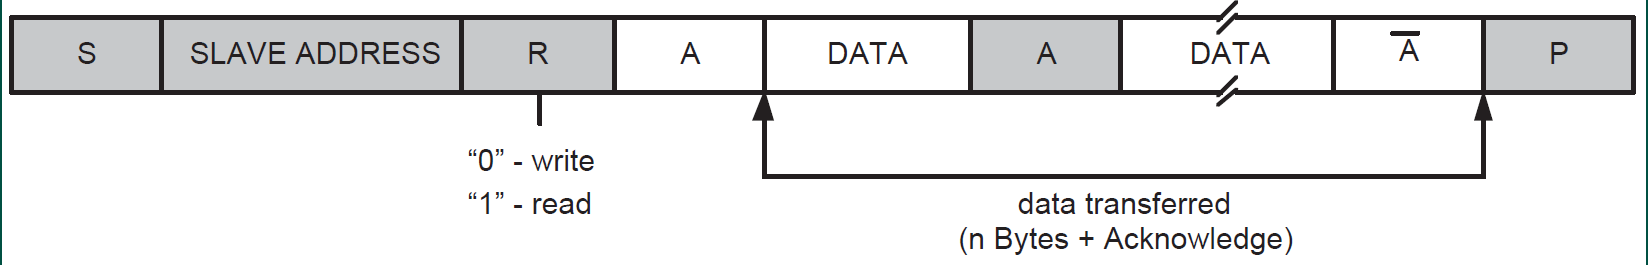 S SLAVE ADDRESS R A DATA A DATA A̅ P
“0” - write
“1” - read
data transferred
(n Bytes + Acknowledge)